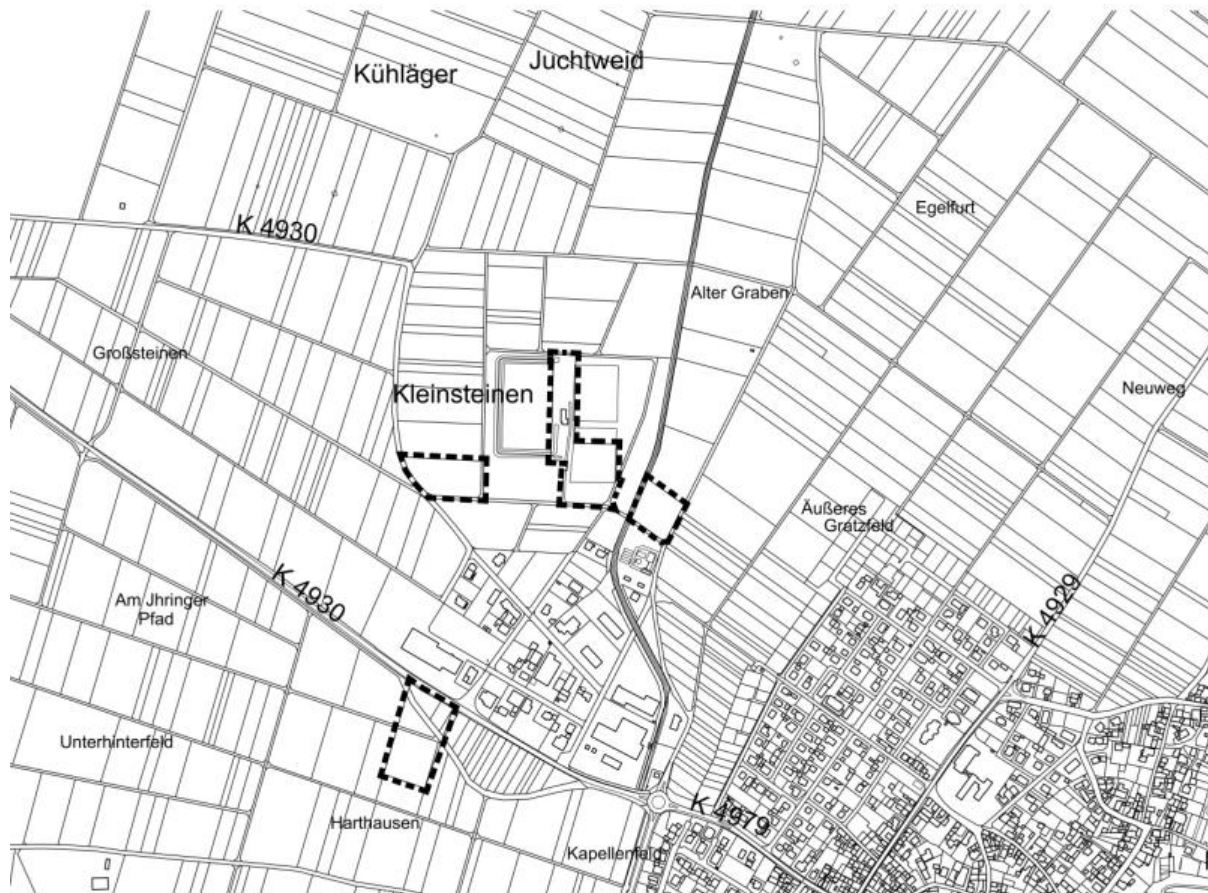 Juchtweid
Kühläger
Egelfurt
K 4930
Alter Graben
Großsteinen
Neuweg
Kleinsteinen
Äußeres
Gratzfeld
K 4930
K 4929
Am Jhringer
Pfad
Unterhinterfeld
Harthausen
K 4979
Kapellenfeld